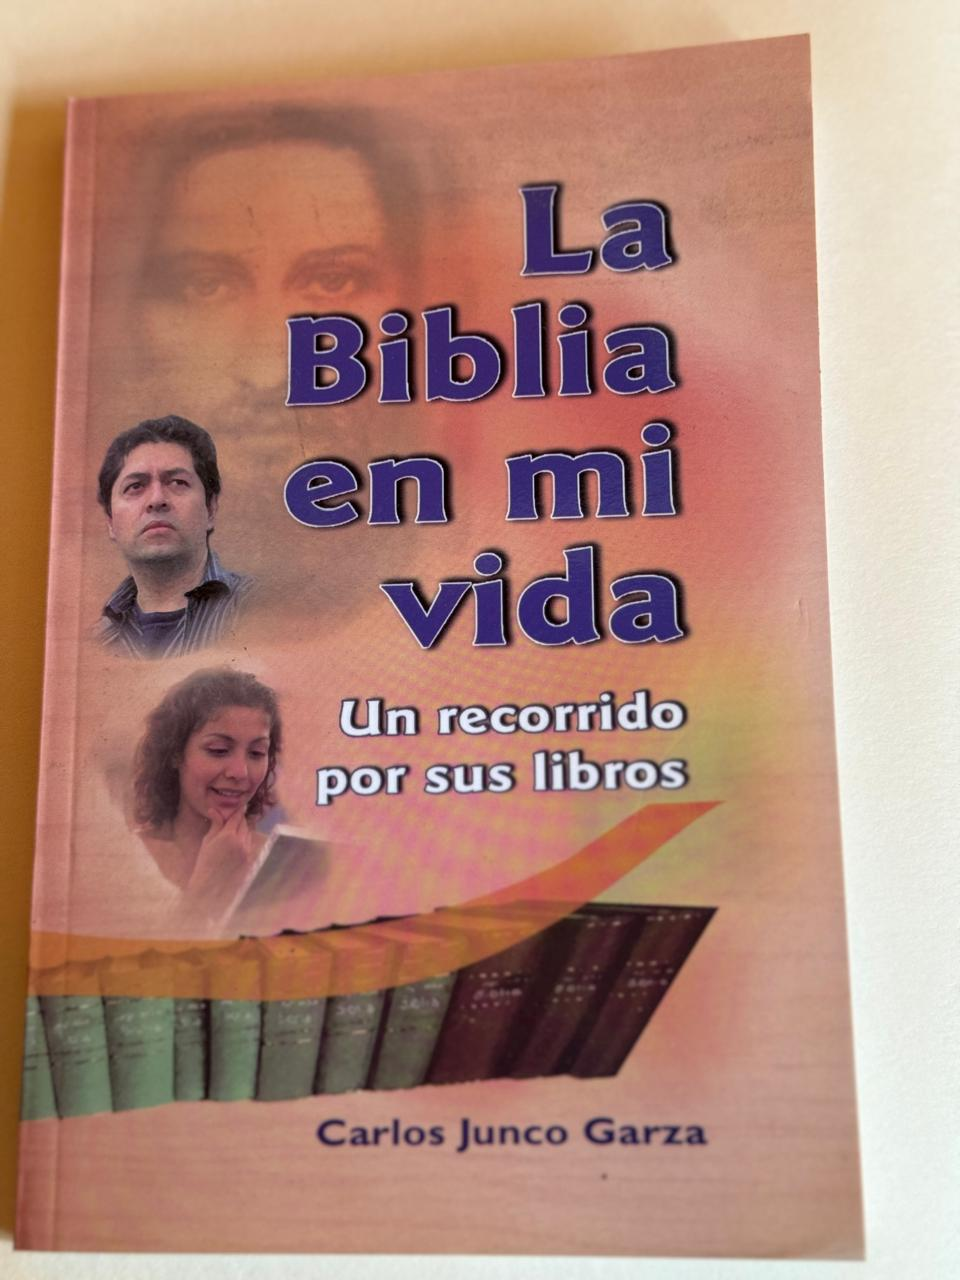 La
Biblia
en mi
vida
Un recorrido
por sus libros
Carlos Junco Garza